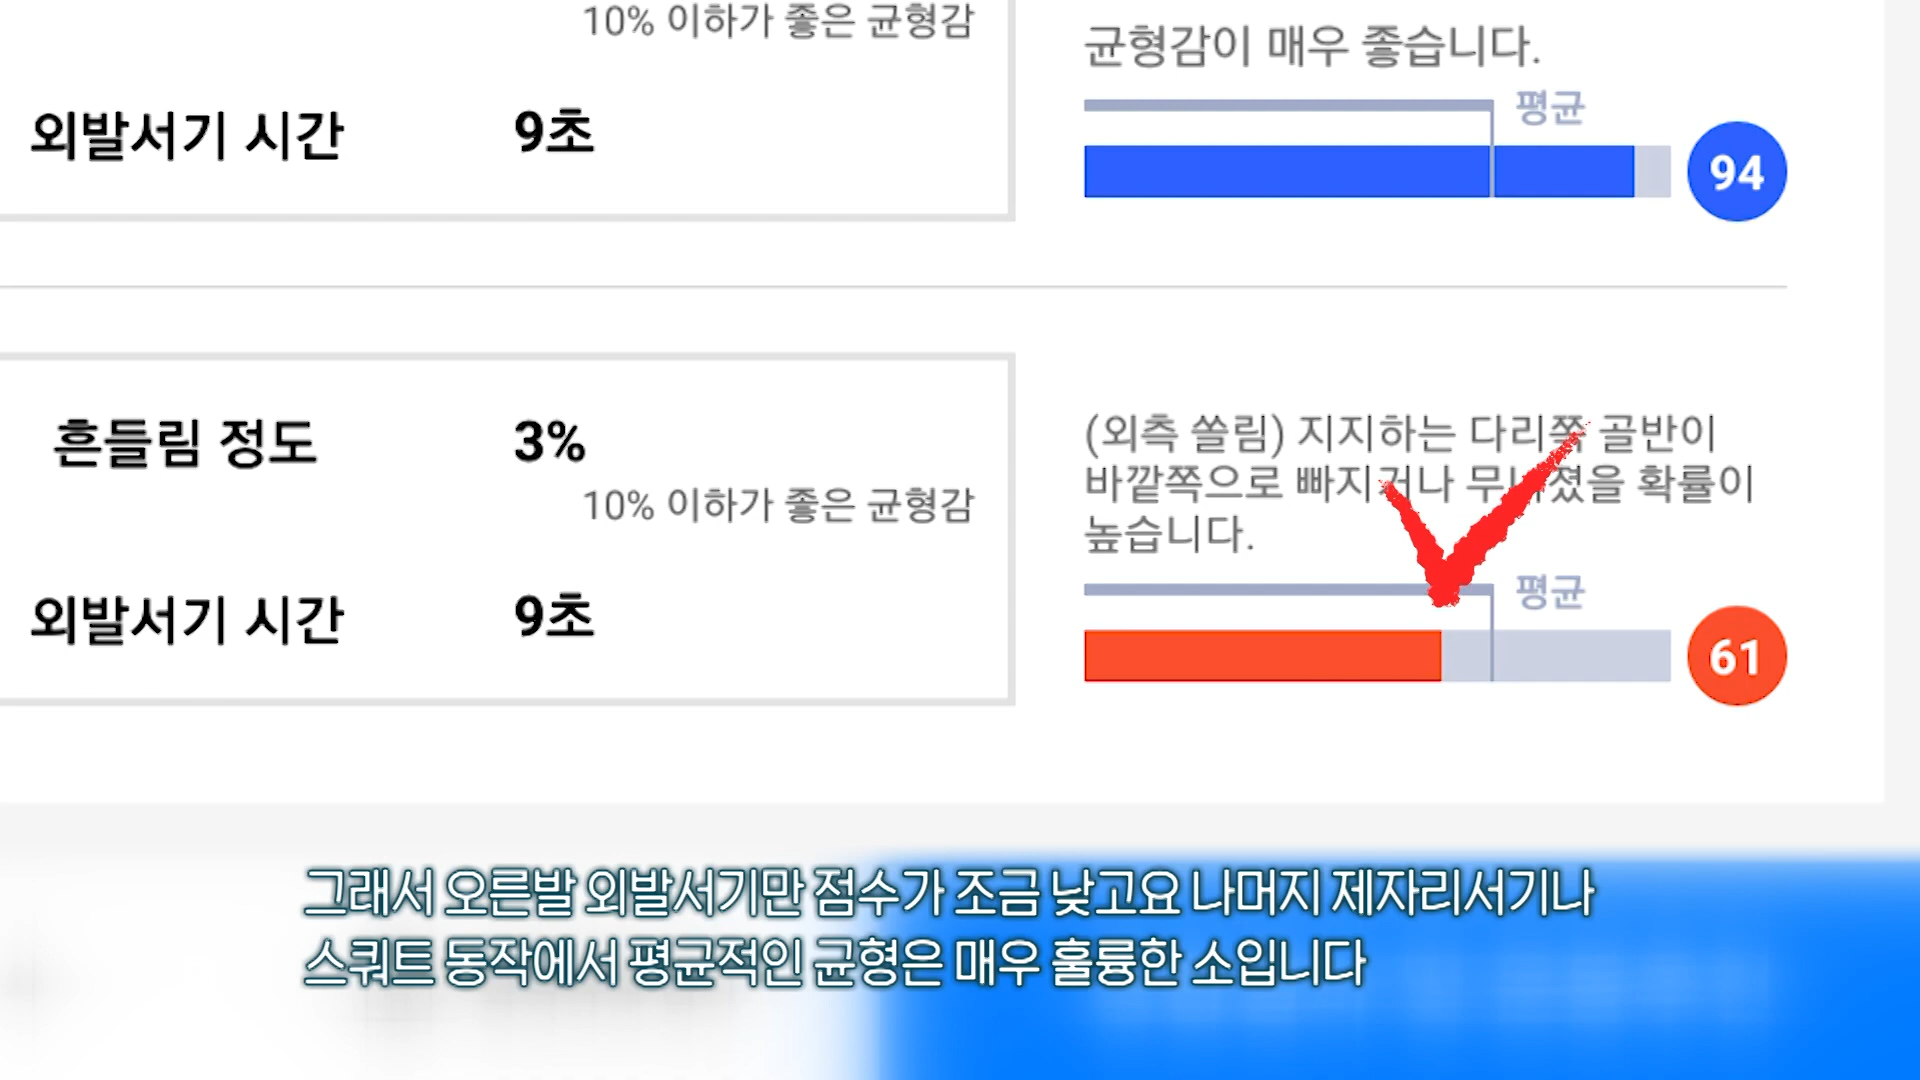 10% 이하가 좋은 균형감
균형감이 매우 좋습니다.
평균
외발서기 시간 9초
94
흔들림 정도 3%
10% 이하가 좋은 균형감
(외측 쏠림) 지지하는 다리쪽 골반이
바깥쪽으로 빠지거나 무너졌을 확률이
높습니다.
평균
외발서기 시간 9초
61
그래서 오른발 외발서기만 점수가 조금 낮고요 나머지 제자리서기나
스쿼트 동작에서 평균적인 균형은 매우 훌륭한 소입니다